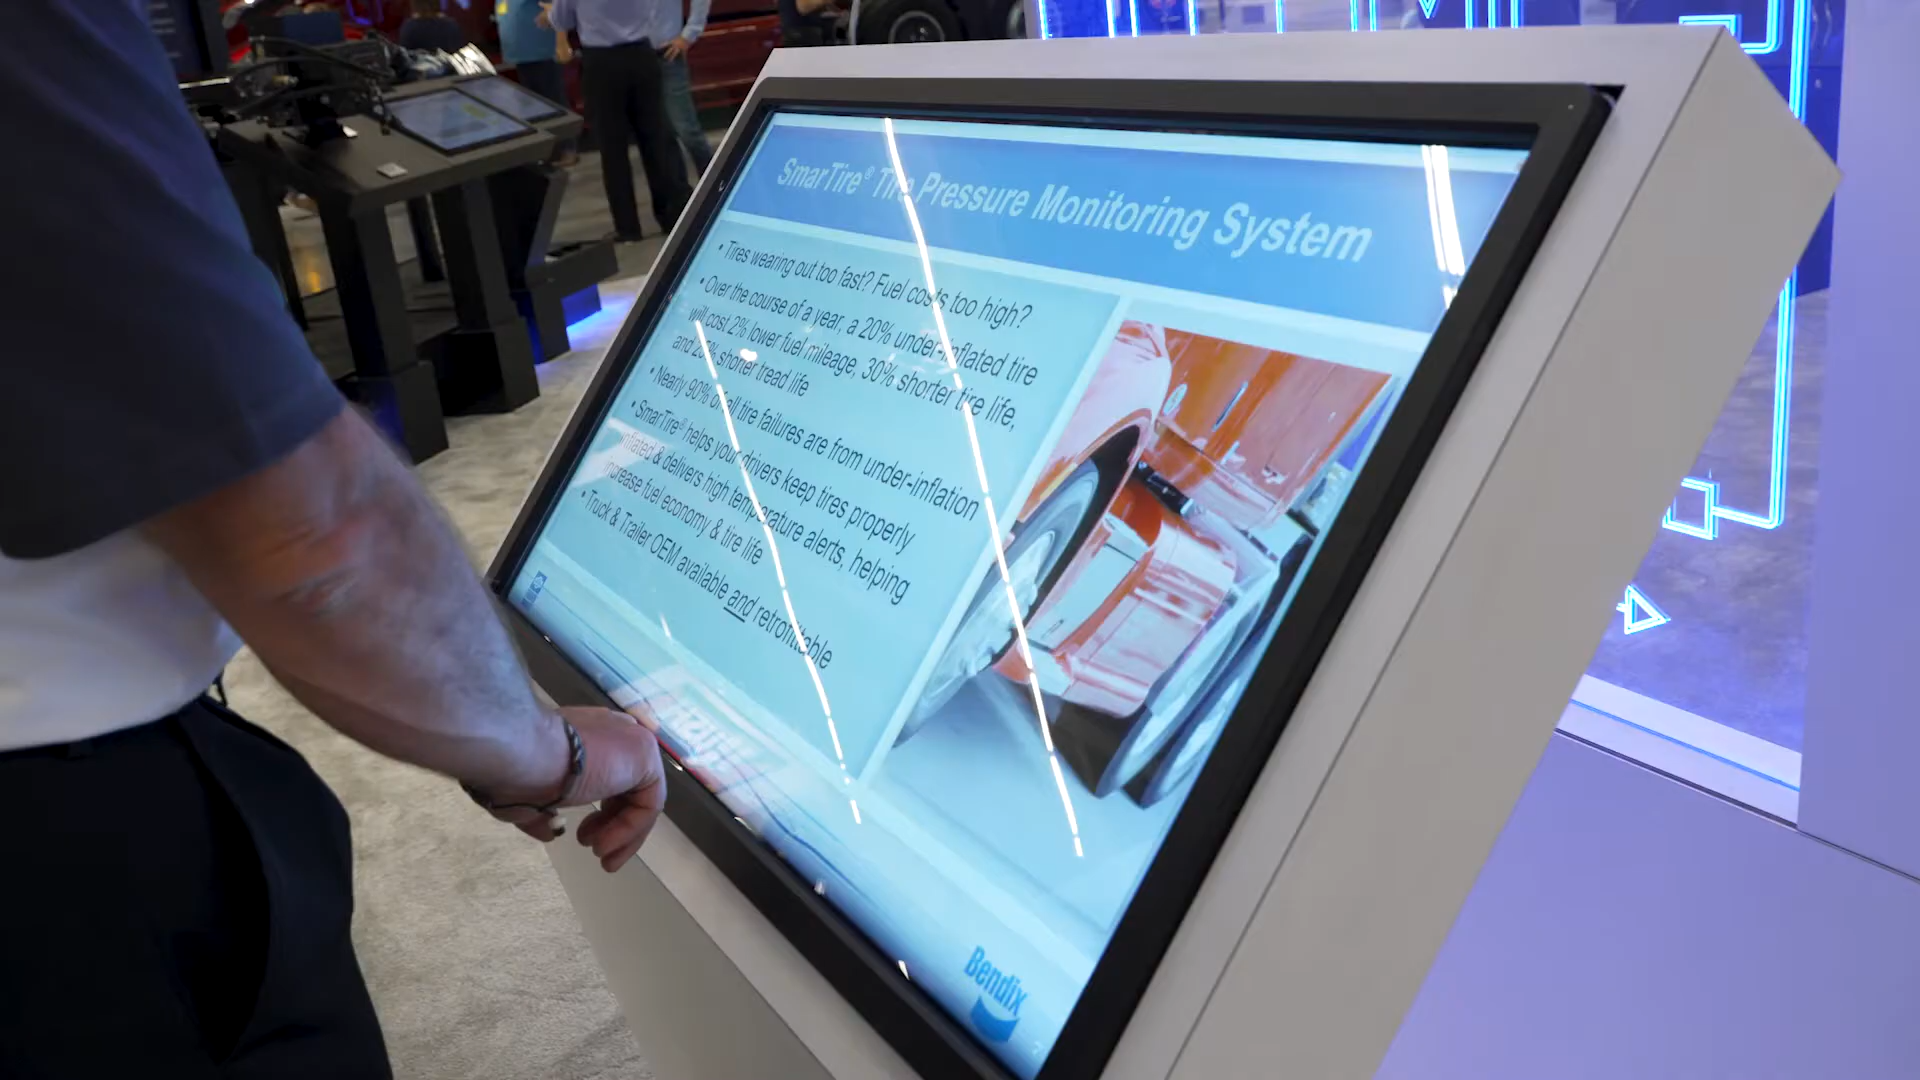 SmarTire® Tire Pressure Monitoring System
• Tires wearing out too fast? Fuel costs too high?
• Over the course of a year, a 20% under-inflated tire
will cost 2% lower fuel mileage, 30% shorter tire life,
and 20% shorter tread life
• Nearly 90% of all tire failures are from under-inflation
• SmarTire® helps your drivers keep tires properly
inflated & delivers high temperature alerts, helping
increase fuel economy & tire life
• Truck & Trailer OEM available and retrofittable
Bendix